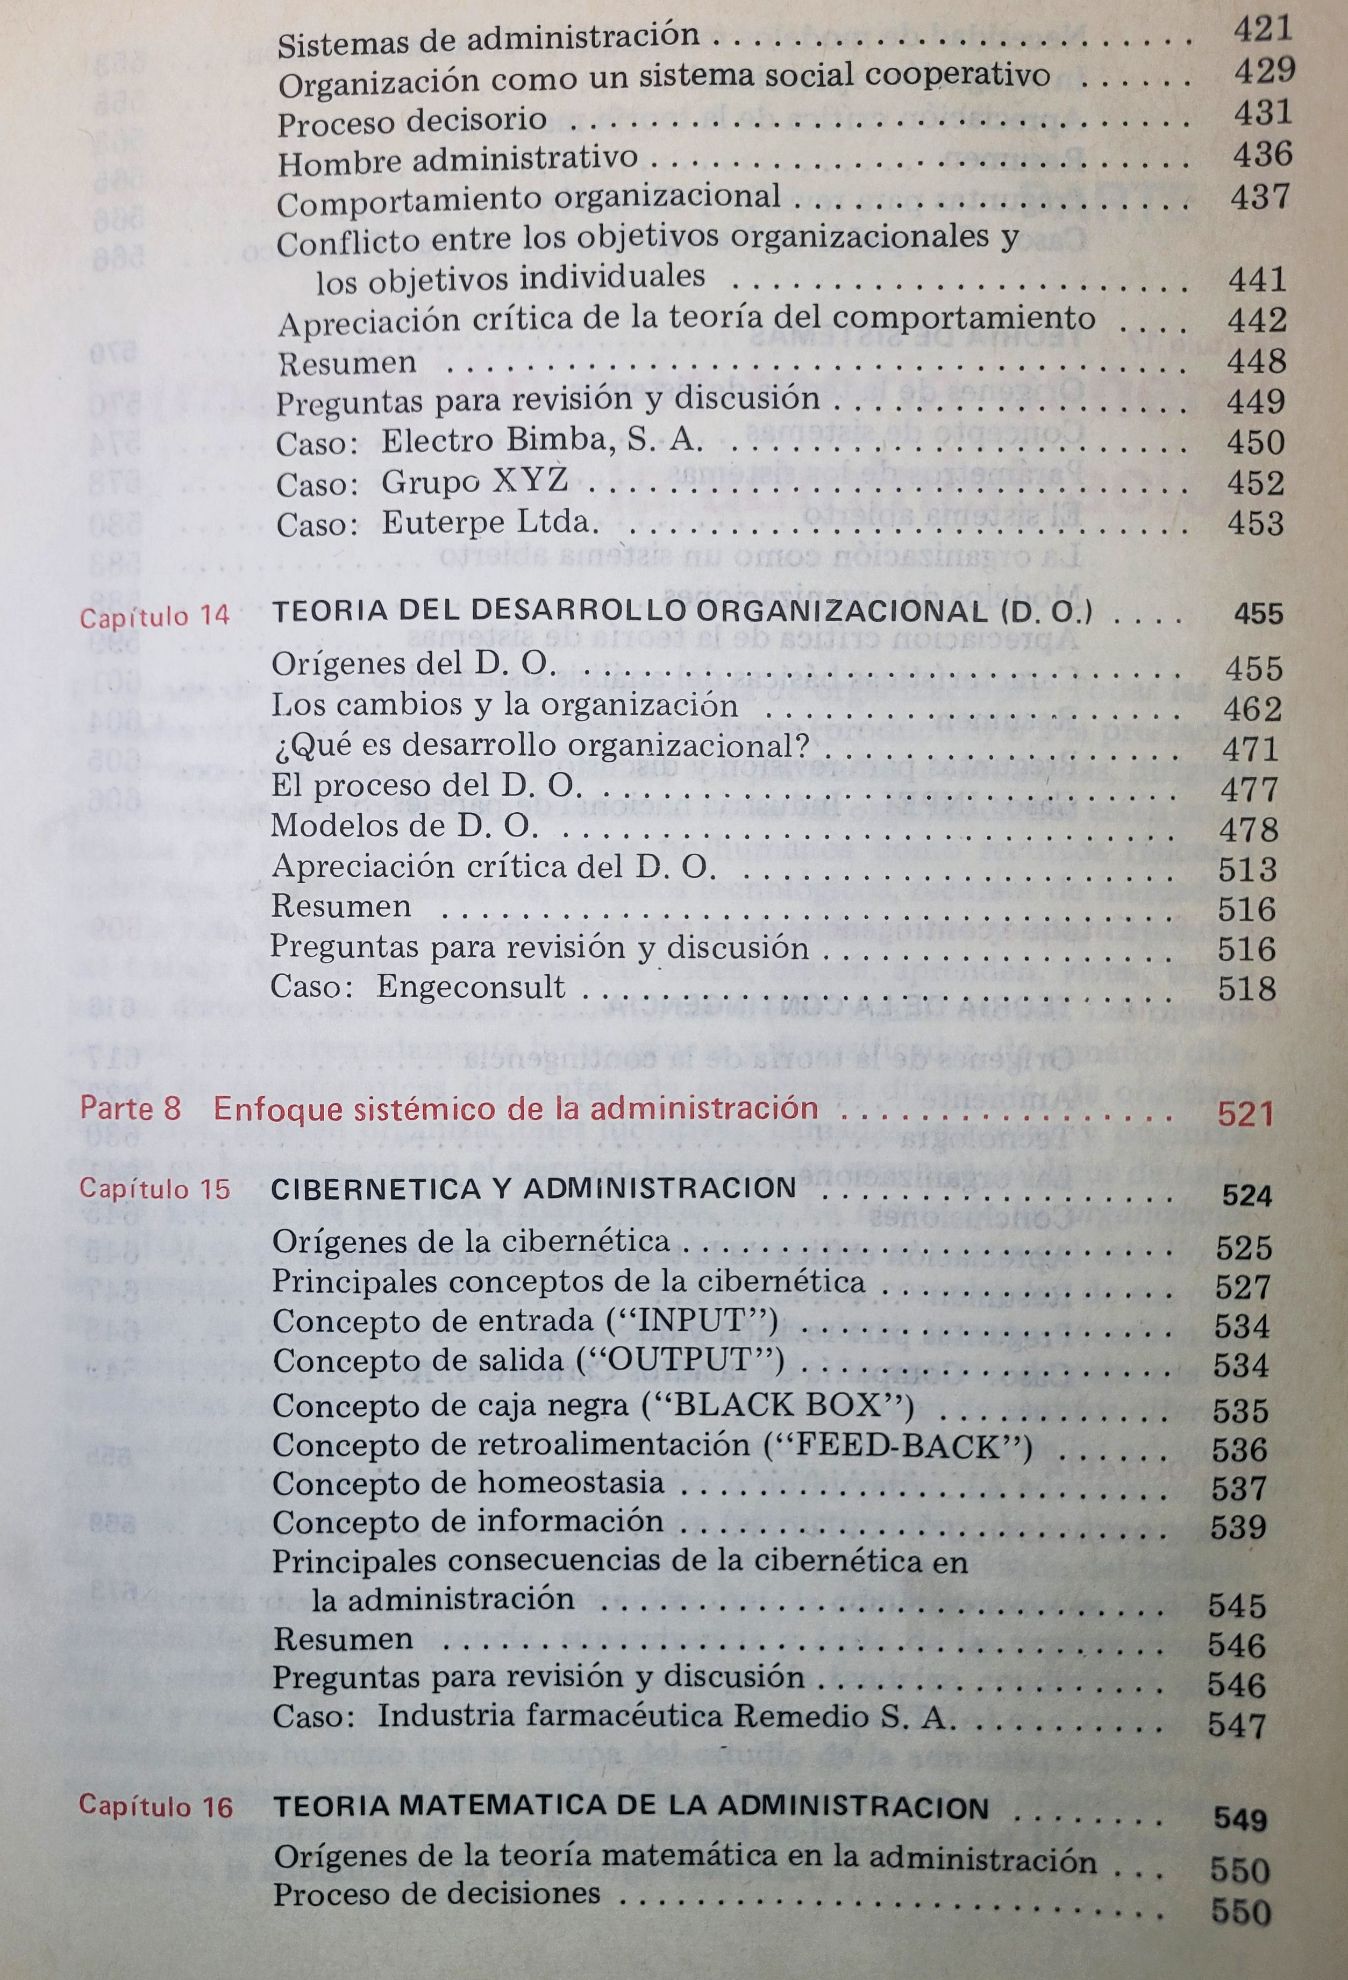 Sistemas de administración . . . . . . . . . . . . . . . . . . . . . . . . 421
Organización como un sistema social cooperativo . . . . . . 429
Proceso decisorio . . . . . . . . . . . . . . . . . . . . . . . . . . . . . . . 431
Hombre administrativo . . . . . . . . . . . . . . . . . . . . . . . . . . . 436
Comportamiento organizacional . . . . . . . . . . . . . . . . . . . . 437
Conflicto entre los objetivos organizacionales y
los objetivos individuales . . . . . . . . . . . . . . . . . . . . . . . 441
Apreciación crítica de la teoría del comportamiento . . . . 442
Resumen . . . . . . . . . . . . . . . . . . . . . . . . . . . . . . . . . . . . . 448
Preguntas para revisión y discusión . . . . . . . . . . . . . . . . . . 449
Caso: Electro Bimba, S. A. . . . . . . . . . . . . . . . . . . . . . . . . 450
Caso: Grupo XYZ . . . . . . . . . . . . . . . . . . . . . . . . . . . . . . 452
Caso: Euterpe Ltda. . . . . . . . . . . . . . . . . . . . . . . . . . . . . . 453
Capítulo 14 TEORIA DEL DESARROLLO ORGANIZACIONAL (D. O.) . . . . 455
Orígenes del D. O. . . . . . . . . . . . . . . . . . . . . . . . . . . . . . . 455
Los cambios y la organización . . . . . . . . . . . . . . . . . . . . . 462
¿Qué es desarrollo organizacional? . . . . . . . . . . . . . . . . . . 471
El proceso del D. O. . . . . . . . . . . . . . . . . . . . . . . . . . . . . . 477
Modelos de D. O. . . . . . . . . . . . . . . . . . . . . . . . . . . . . . . . 478
Apreciación crítica del D. O. . . . . . . . . . . . . . . . . . . . . . . . 513
Resumen . . . . . . . . . . . . . . . . . . . . . . . . . . . . . . . . . . . . . 516
Preguntas para revisión y discusión . . . . . . . . . . . . . . . . . . 516
Caso: Engeconsult . . . . . . . . . . . . . . . . . . . . . . . . . . . . . . 518
Parte 8 Enfoque sistémico de la administración . . . . . . . . . . . . . . . . . 521
Capítulo 15 CIBERNETICA Y ADMINISTRACION . . . . . . . . . . . . . . . . . . 524
Orígenes de la cibernética . . . . . . . . . . . . . . . . . . . . . . . . . 525
Principales conceptos de la cibernética . . . . . . . . . . . . . . . 527
Concepto de entrada (“INPUT”) . . . . . . . . . . . . . . . . . . . 534
Concepto de salida (“OUTPUT”) . . . . . . . . . . . . . . . . . . . 534
Concepto de caja negra (“BLACK BOX”) . . . . . . . . . . . . 535
Concepto de retroalimentación (“FEED-BACK”) . . . . . . 536
Concepto de homeostasia . . . . . . . . . . . . . . . . . . . . . . . . . 537
Concepto de información . . . . . . . . . . . . . . . . . . . . . . . . . 539
Principales consecuencias de la cibernética en
la administración . . . . . . . . . . . . . . . . . . . . . . . . . . . . . 545
Resumen . . . . . . . . . . . . . . . . . . . . . . . . . . . . . . . . . . . . . 546
Preguntas para revisión y discusión . . . . . . . . . . . . . . . . . . 546
Caso: Industria farmacéutica Remedio S. A. . . . . . . . . . . . 547
Capítulo 16 TEORIA MATEMATICA DE LA ADMINISTRACION . . . . . . . . 549
Orígenes de la teoría matemática en la administración . . . 550
Proceso de decisiones . . . . . . . . . . . . . . . . . . . . . . . . . . . . 550